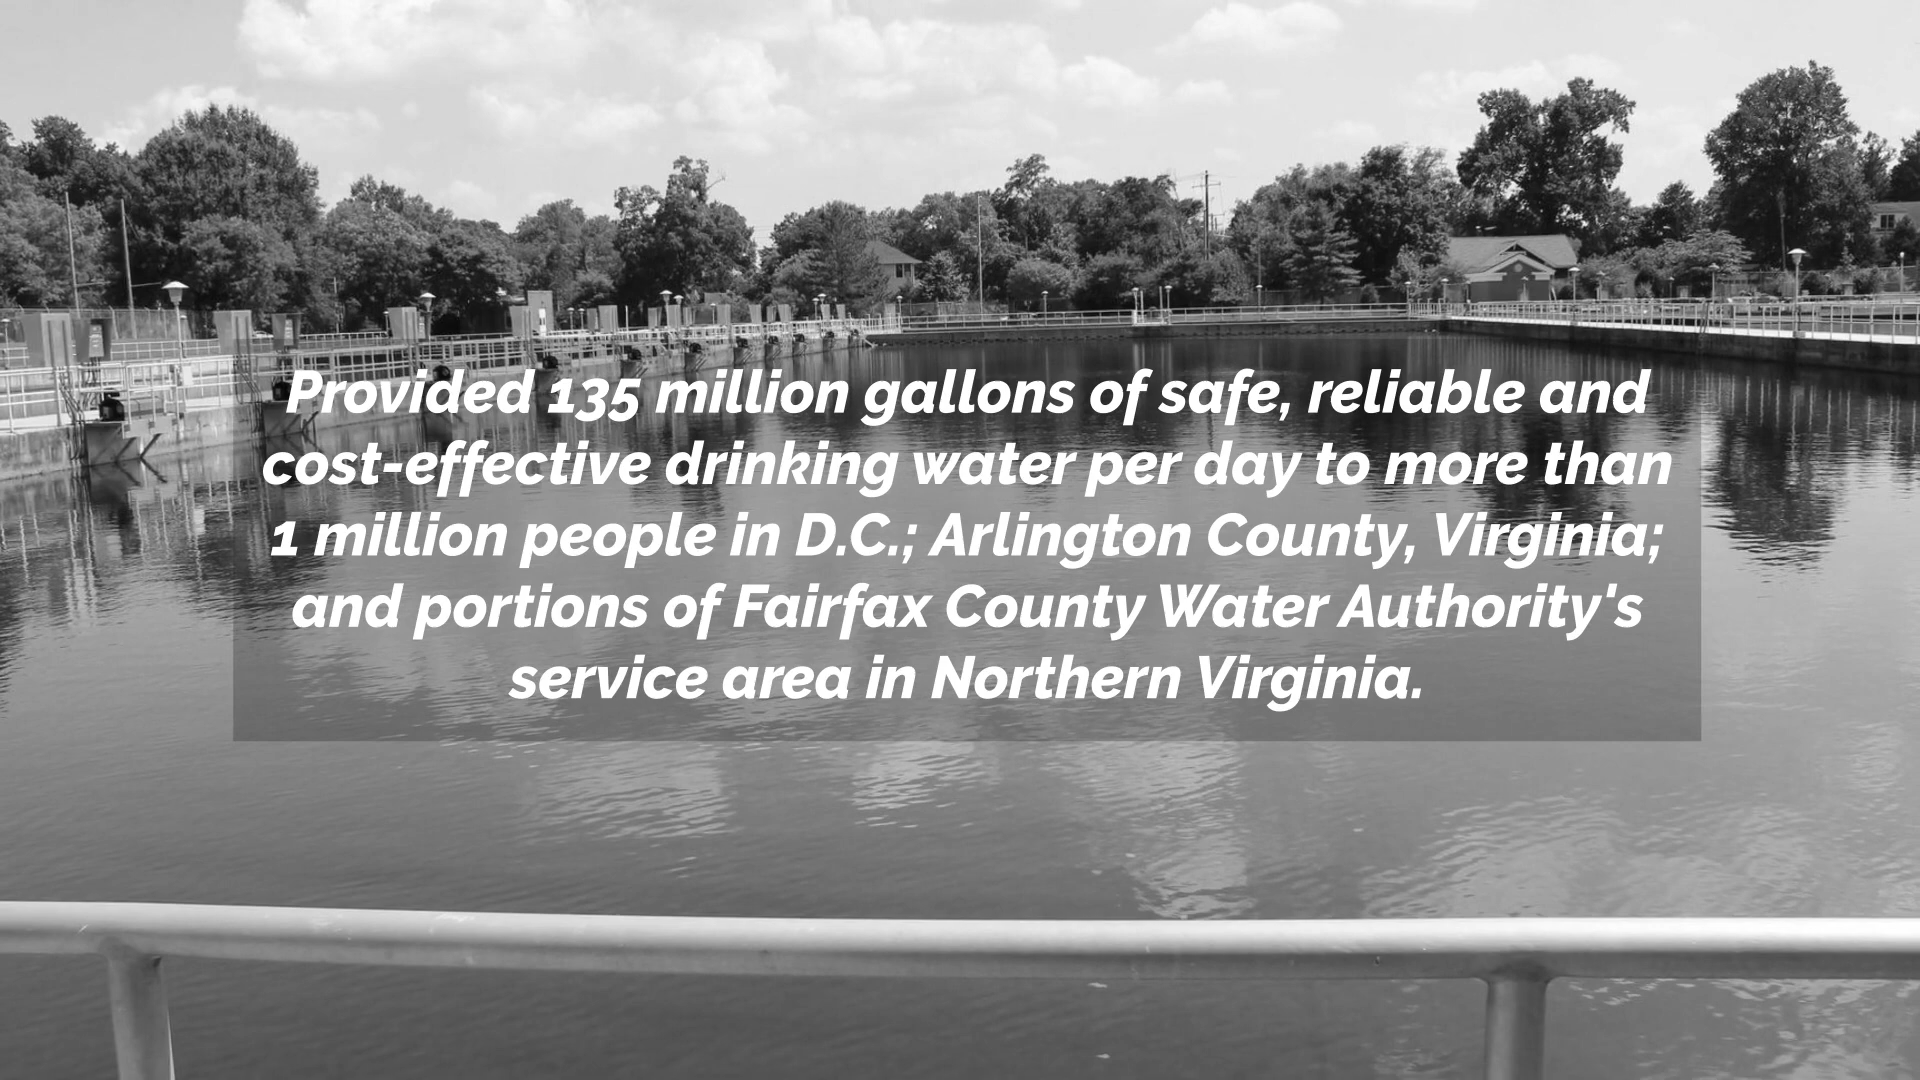 Provided 135 million gallons of safe, reliable and
cost-effective drinking water per day to more than
1 million people in D.C.; Arlington County, Virginia;
and portions of Fairfax County Water Authority's
service area in Northern Virginia.